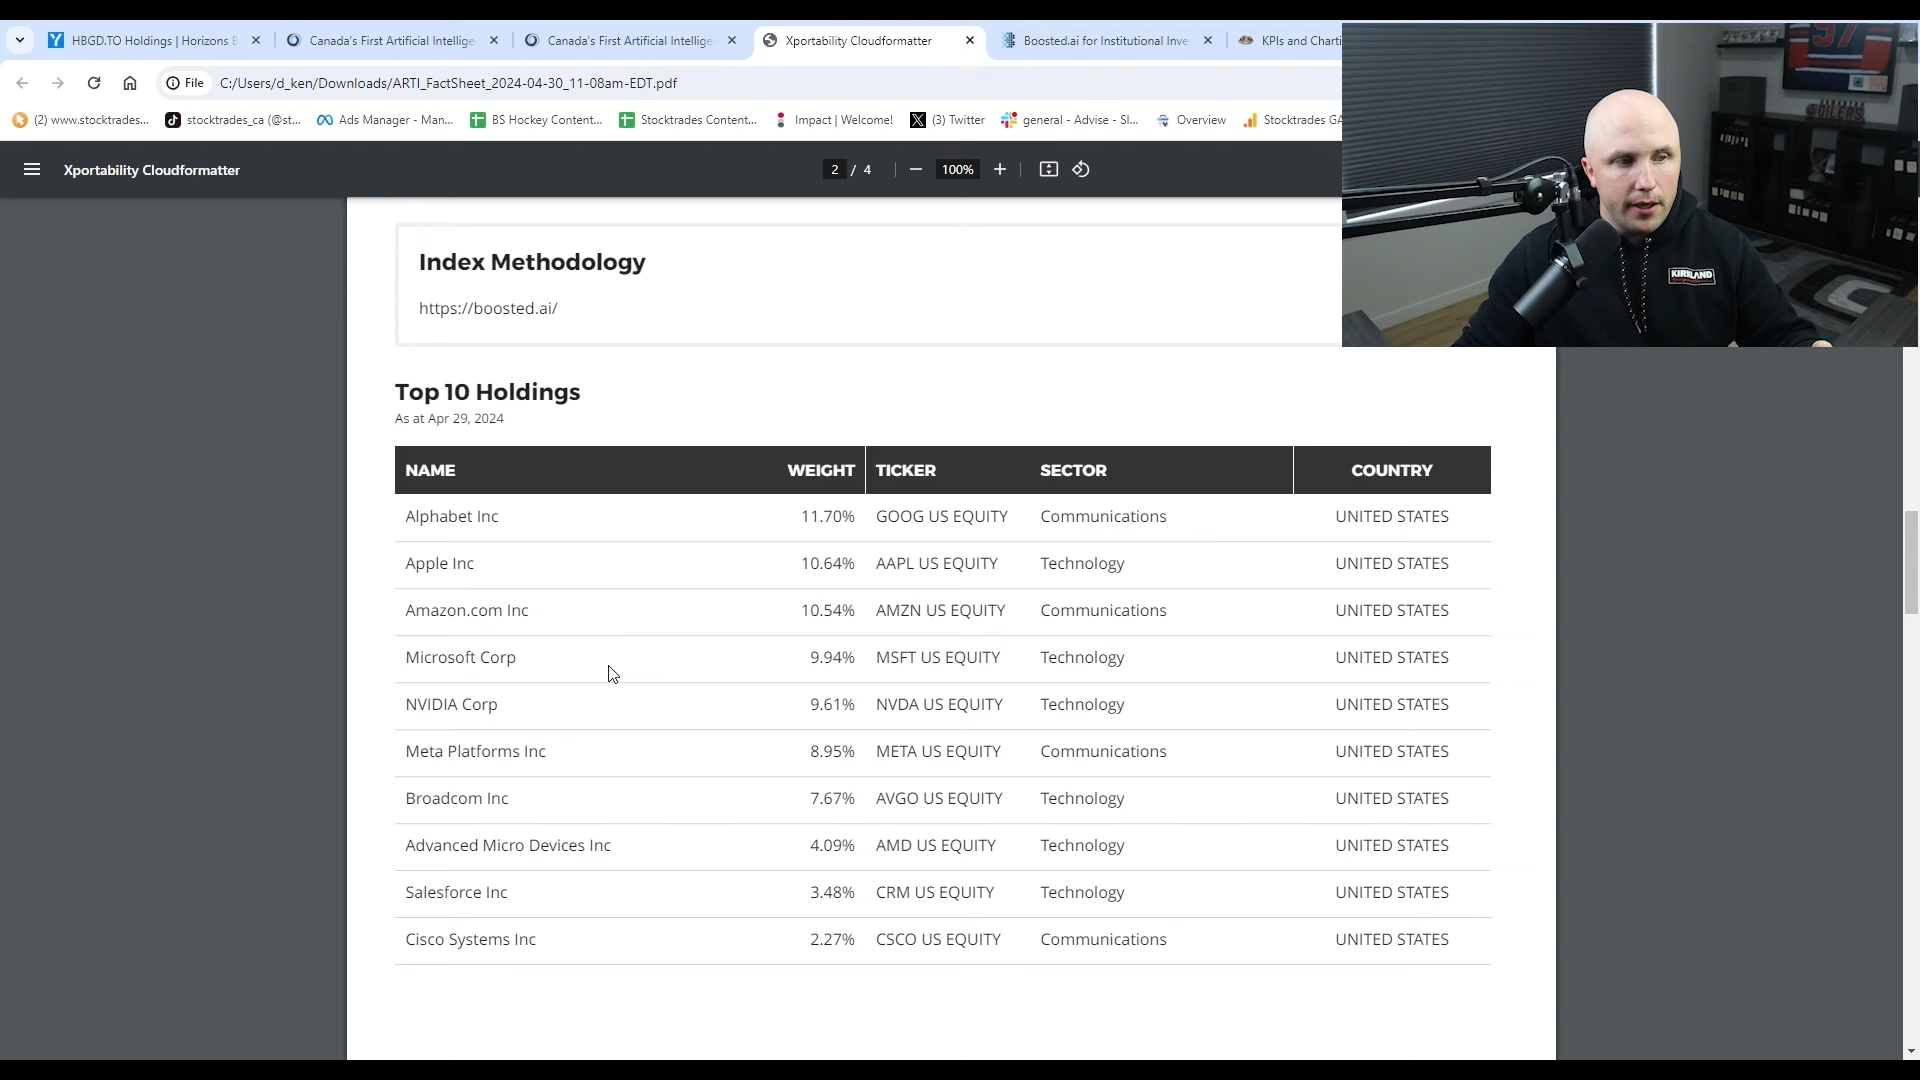 HBGD.TO Holdings | Horizons B
Canada's First Artificial Intellige
Canada's First Artificial Intellige
Xportability Cloudformatter
Boosted.ai for Institutional Inve
KPIs and Charti
File C:/Users/d_ken/Downloads/ARTI_FactSheet_2024-04-30_11-08am-EDT.pdf
(2) www.stocktrades...
stocktrades_ca (@st...
Ads Manager - Man...
BS Hockey Content...
Stocktrades Content...
Impact | Welcome!
(3) Twitter
general - Advise - Sl...
Overview
Stocktrades GA
97
OILERS
KIRKLAND
Xportability Cloudformatter
2 / 4
100%
Index Methodology
https://boosted.ai/
Top 10 Holdings
As at Apr 29, 2024
NAME WEIGHT TICKER SECTOR COUNTRY
Alphabet Inc 11.70% GOOG US EQUITY Communications UNITED STATES
Apple Inc 10.64% AAPL US EQUITY Technology UNITED STATES
Amazon.com Inc 10.54% AMZN US EQUITY Communications UNITED STATES
Microsoft Corp 9.94% MSFT US EQUITY Technology UNITED STATES
NVIDIA Corp 9.61% NVDA US EQUITY Technology UNITED STATES
Meta Platforms Inc 8.95% META US EQUITY Communications UNITED STATES
Broadcom Inc 7.67% AVGO US EQUITY Technology UNITED STATES
Advanced Micro Devices Inc 4.09% AMD US EQUITY Technology UNITED STATES
Salesforce Inc 3.48% CRM US EQUITY Technology UNITED STATES
Cisco Systems Inc 2.27% CSCO US EQUITY Communications UNITED STATES